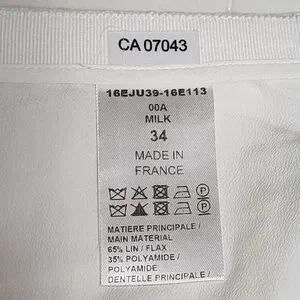 CA 07043
16EJU39-16E113
00A
MILK
34
MADE IN
FRANCE
MATIERE PRINCIPALE /
MAIN MATERIAL
65% LIN / FLAX
35% POLYAMIDE /
POLYAMIDE
DENTELLE PRINCIPALE /